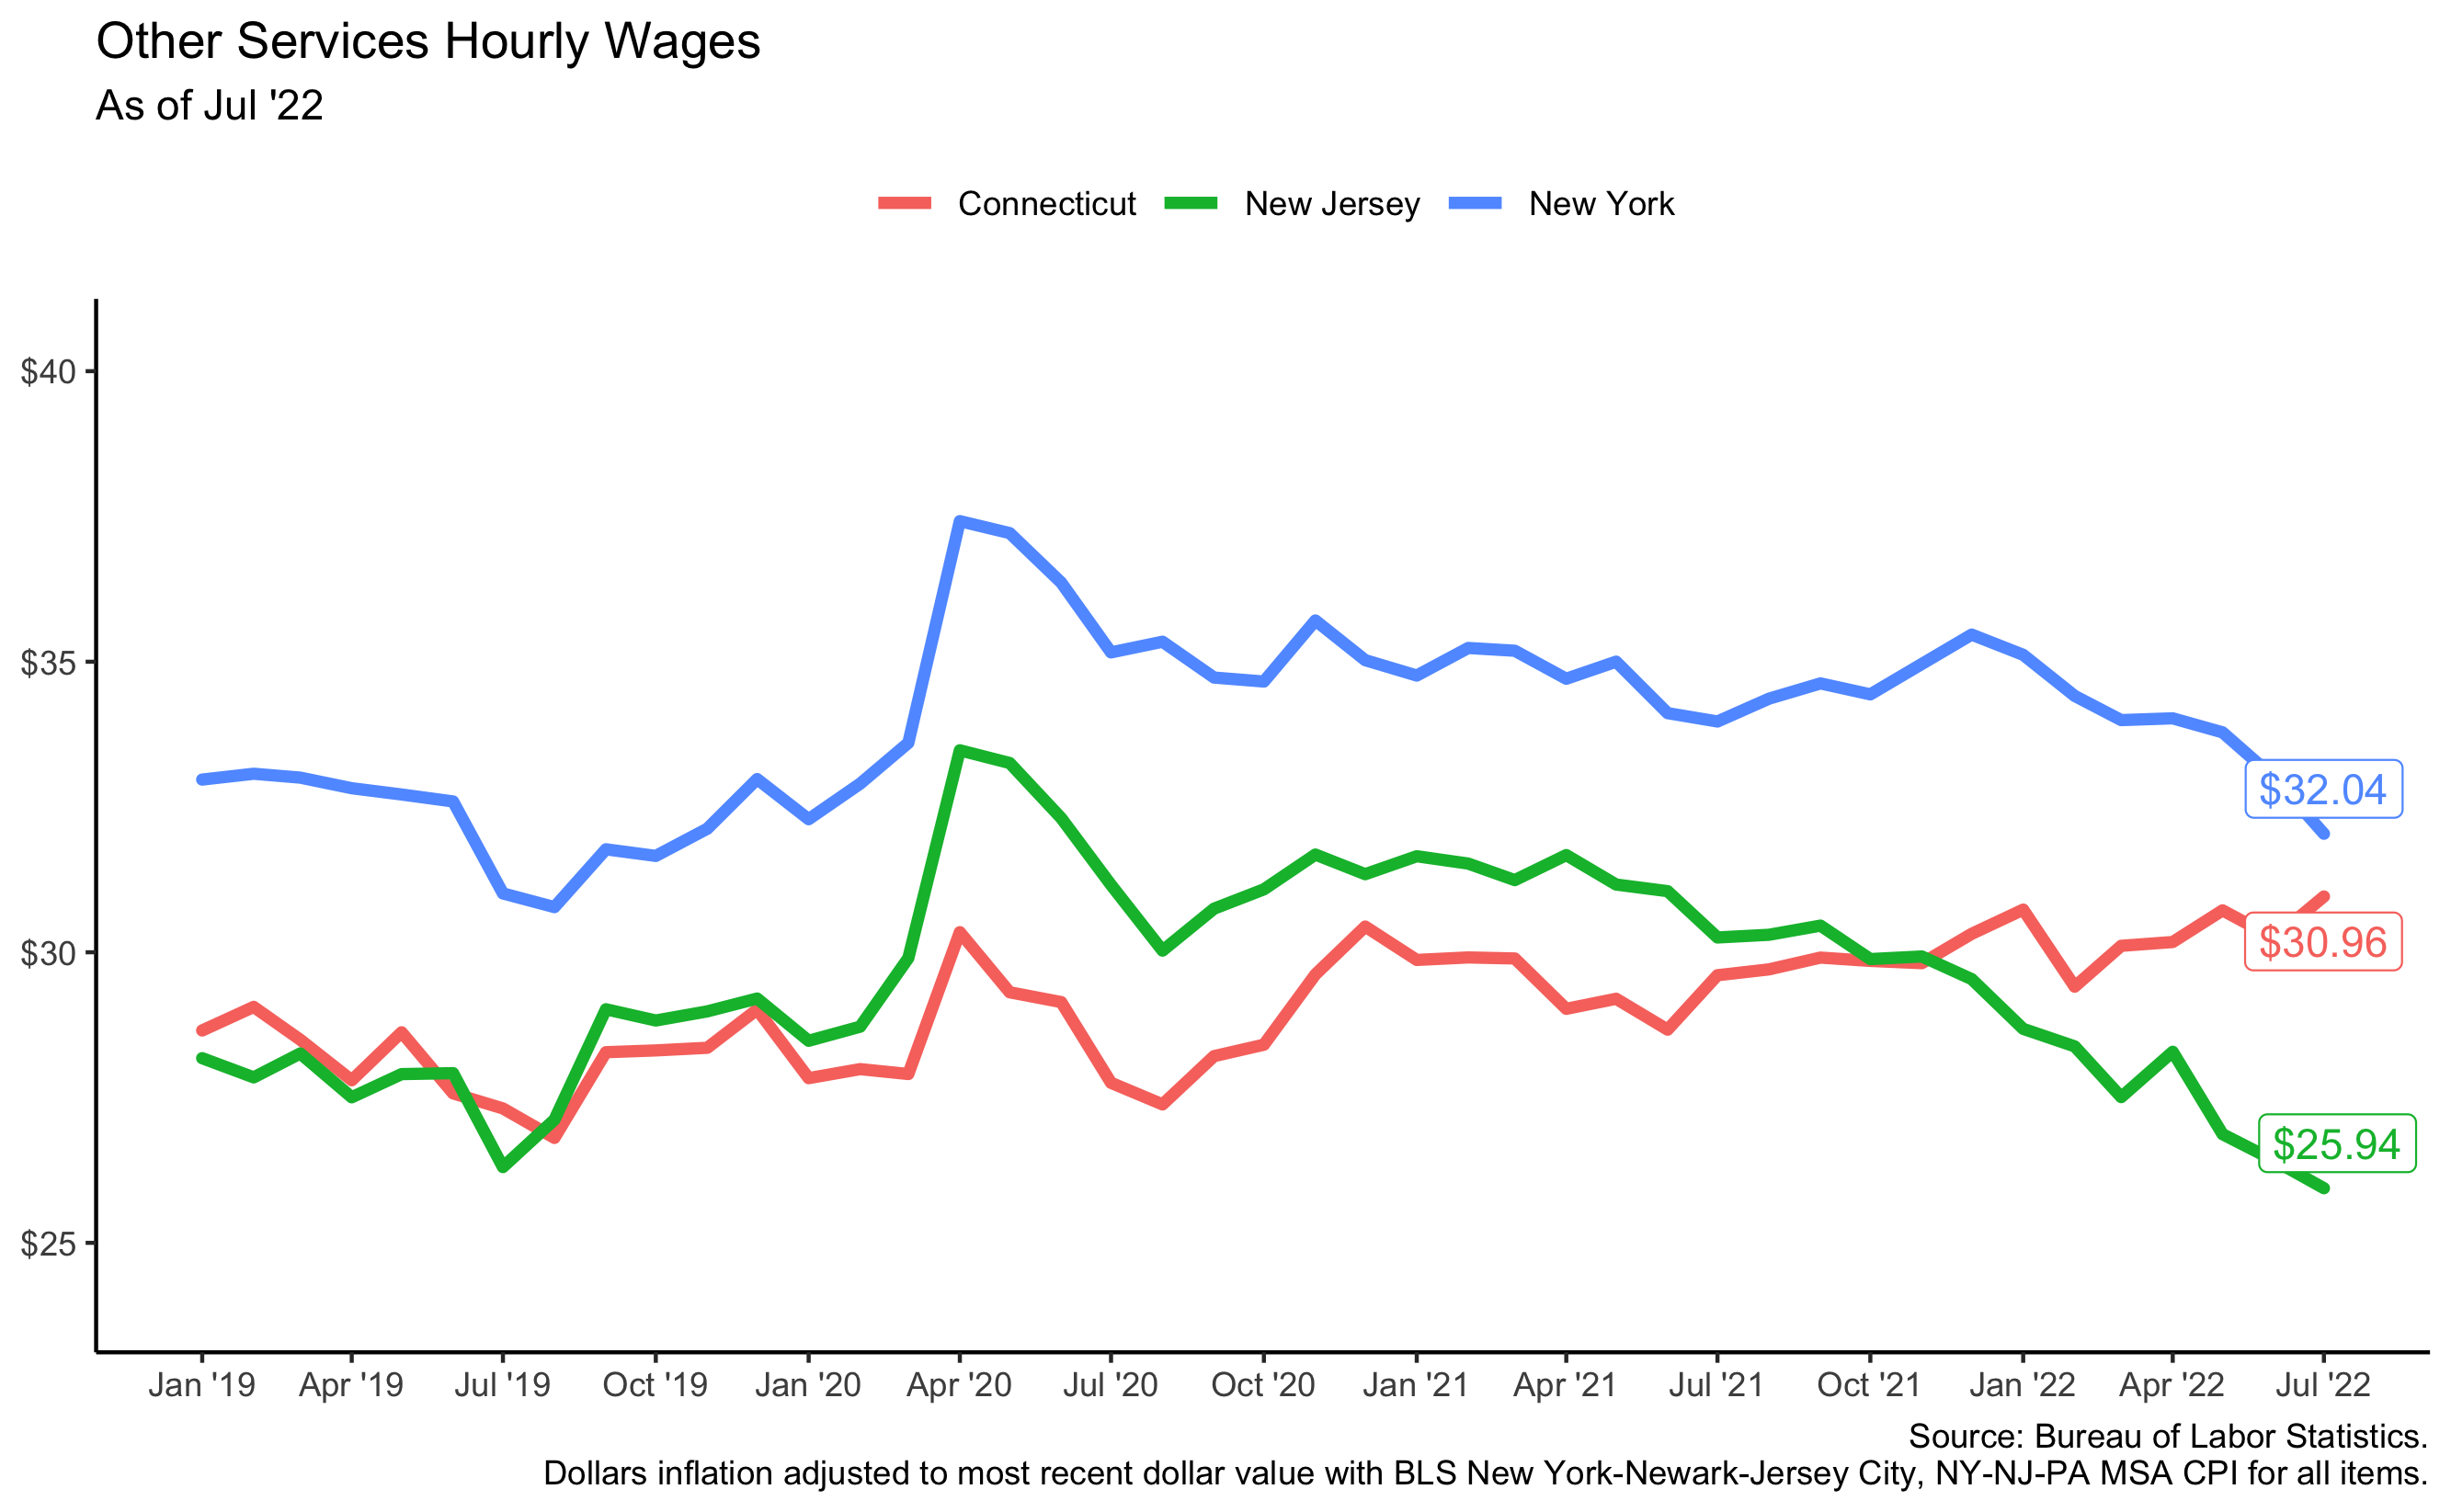 Other Services Hourly Wages
As of Jul '22
Connecticut New Jersey New York
$40
$35
$30
$25
$32.04
$30.96
$25.94
Jan '19 Apr '19 Jul '19 Oct '19 Jan '20 Apr '20 Jul '20 Oct '20 Jan '21 Apr '21 Jul '21 Oct '21 Jan '22 Apr '22 Jul '22
Source: Bureau of Labor Statistics.
Dollars inflation adjusted to most recent dollar value with BLS New York-Newark-Jersey City, NY-NJ-PA MSA CPI for all items.